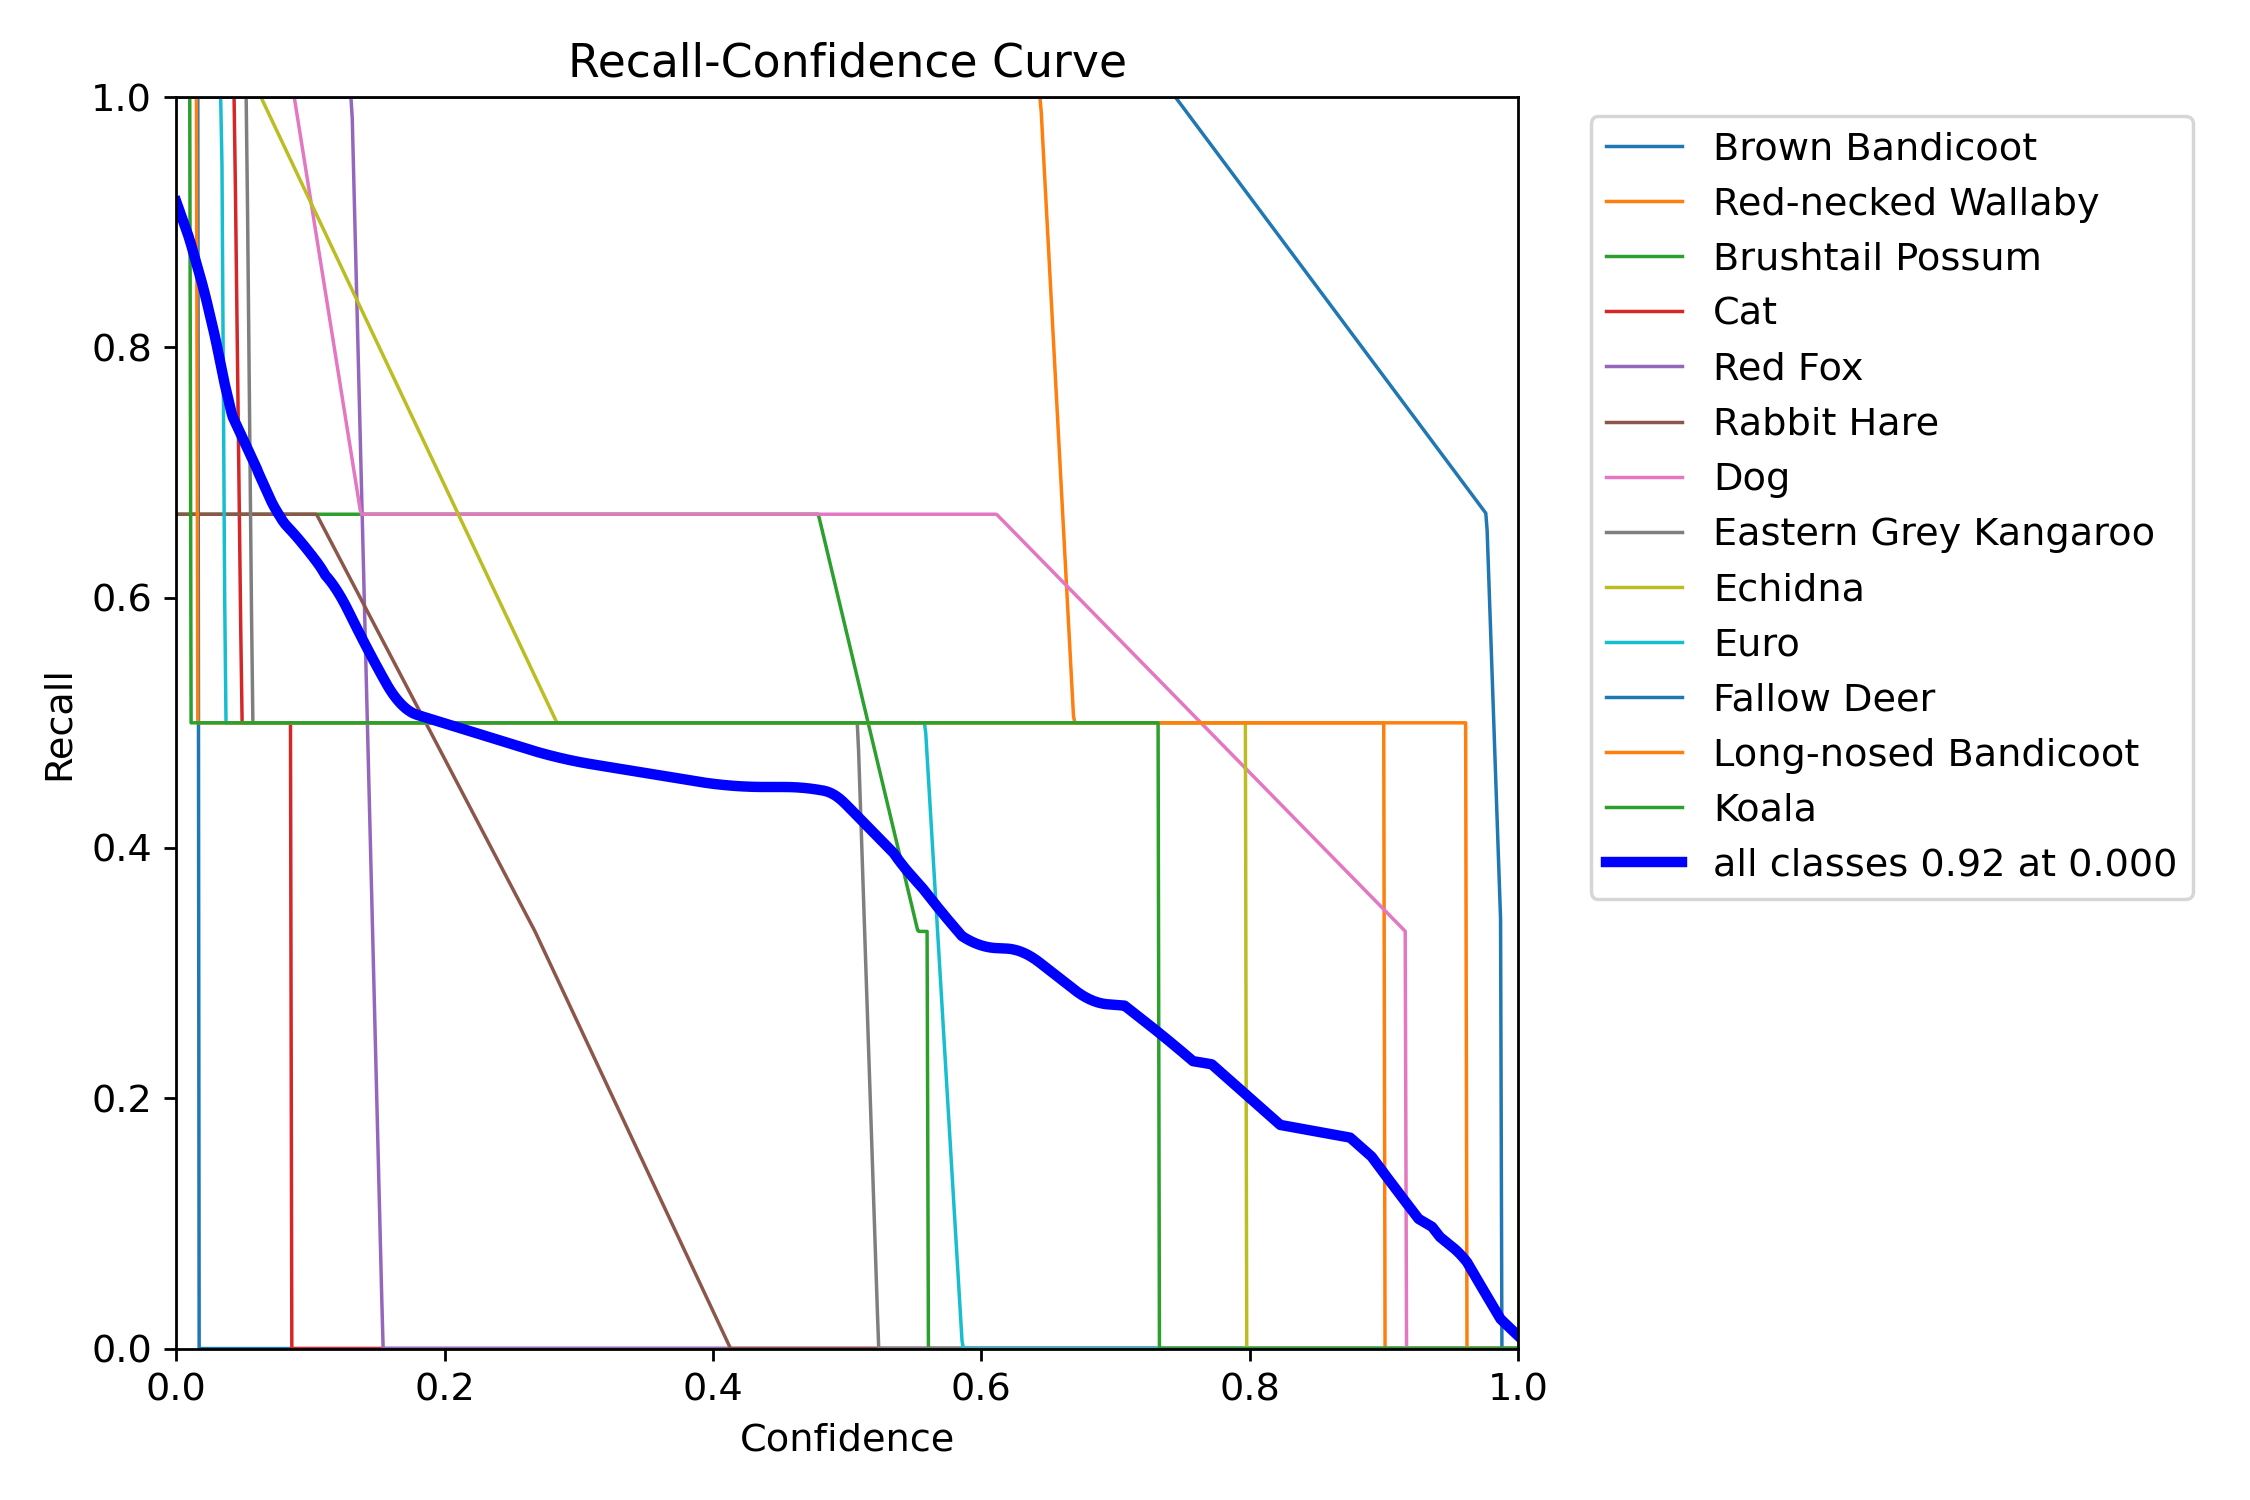 Recall-Confidence Curve
1.0
0.8
0.6
0.4
0.2
0.0
Recall
0.0 0.2 0.4 0.6 0.8 1.0
Confidence
Brown Bandicoot
Red-necked Wallaby
Brushtail Possum
Cat
Red Fox
Rabbit Hare
Dog
Eastern Grey Kangaroo
Echidna
Euro
Fallow Deer
Long-nosed Bandicoot
Koala
all classes 0.92 at 0.000